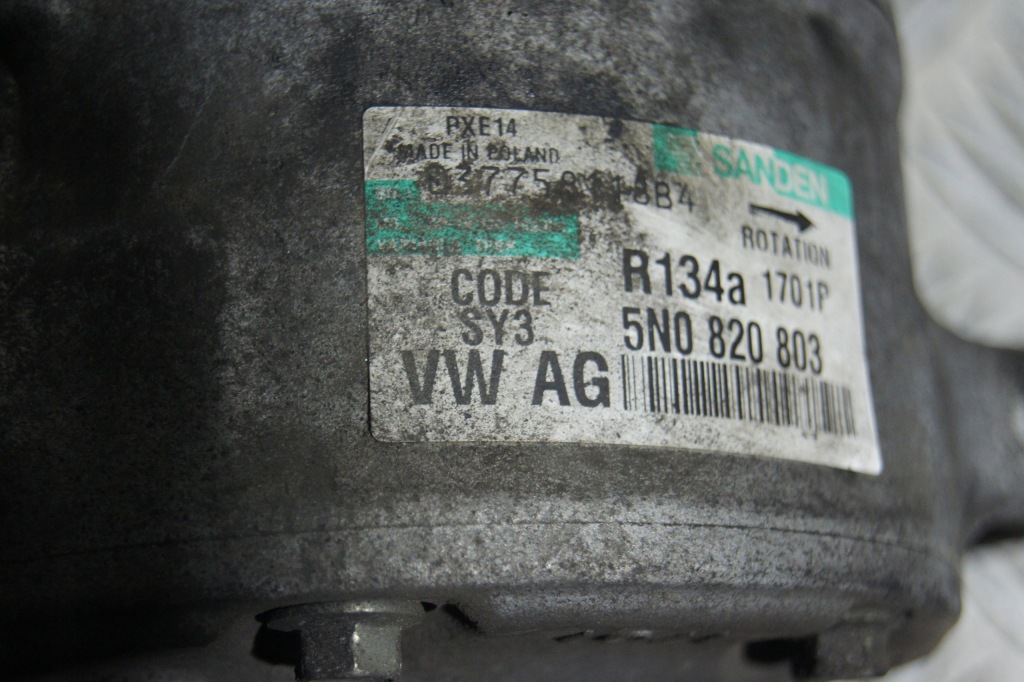 PXE14
MADE IN POLAND
SANDEN
ROTATION
CODE
SY3
R134a 1701P
5N0 820 803
VW AG